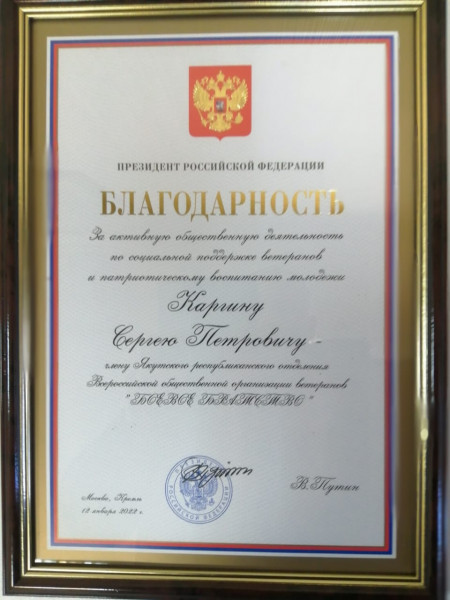 ПРЕЗИДЕНТ РОССИЙСКОЙ ФЕДЕРАЦИИ
БЛАГОДАРНОСТЬ
За активную общественную деятельность
по социальной поддержке ветеранов
и патриотическому воспитанию молодежи
Каргину
Сергею Петровичу -
члену Якутского республиканского отделения
Всероссийской общественной организации ветеранов
"БОЕВОЕ БРАТСТВО"
В.Путин
Москва, Кремль
12 января 2022 г.